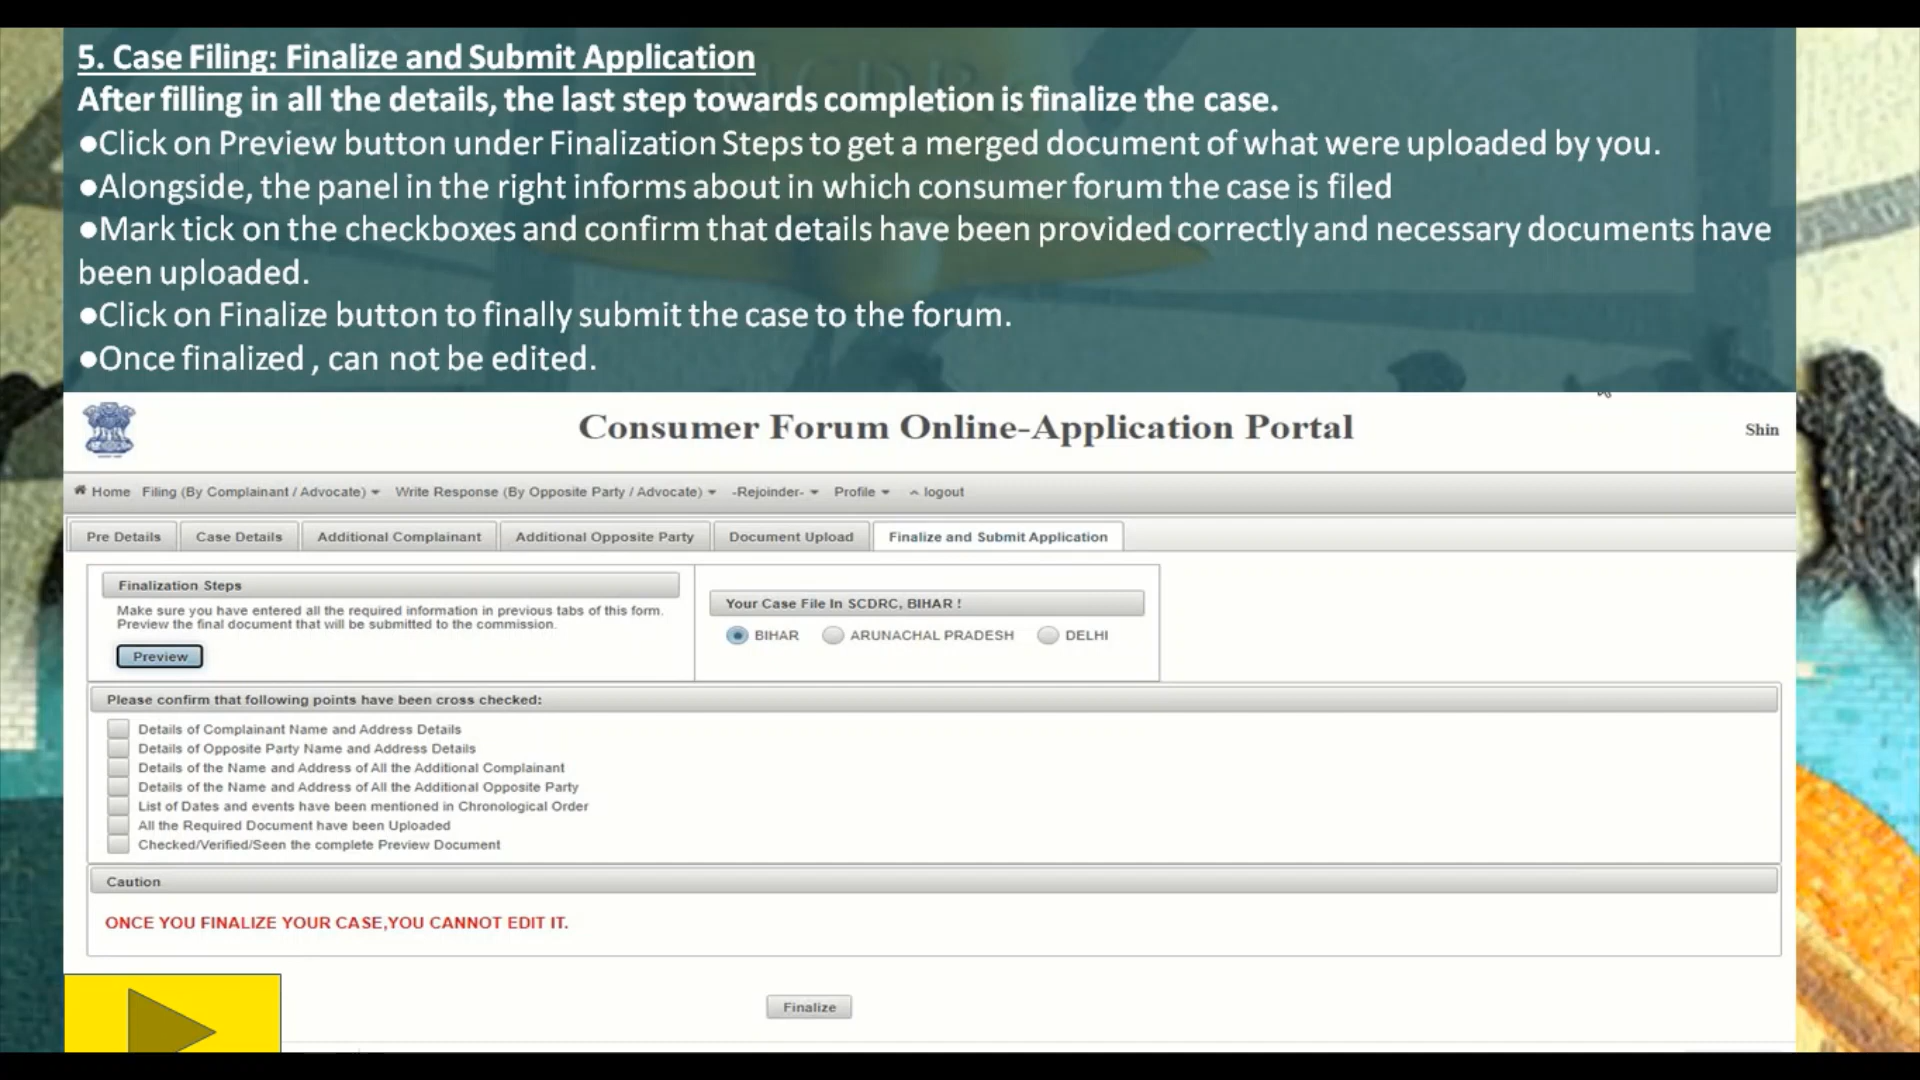 5. Case Filing: Finalize and Submit Application
After filling in all the details, the last step towards completion is finalize the case.
●Click on Preview button under Finalization Steps to get a merged document of what were uploaded by you.
●Alongside, the panel in the right informs about in which consumer forum the case is filed
●Mark tick on the checkboxes and confirm that details have been provided correctly and necessary documents have
been uploaded.
●Click on Finalize button to finally submit the case to the forum.
●Once finalized , can not be edited.
Consumer Forum Online-Application Portal
Shin
Home Filing (By Complainant / Advocate) Write Response (By Opposite Party / Advocate) -Rejoinder- Profile logout
Pre Details Case Details Additional Complainant Additional Opposite Party Document Upload Finalize and Submit Application
Finalization Steps
Make sure you have entered all the required information in previous tabs of this form.
Preview the final document that will be submitted to the commission.
Preview
Your Case File In SCDRC, BIHAR !
BIHAR ARUNACHAL PRADESH DELHI
Please confirm that following points have been cross checked:
Details of Complainant Name and Address Details
Details of Opposite Party Name and Address Details
Details of the Name and Address of All the Additional Complainant
Details of the Name and Address of All the Additional Opposite Party
List of Dates and events have been mentioned in Chronological Order
All the Required Document have been Uploaded
Checked/Verified/Seen the complete Preview Document
Caution
ONCE YOU FINALIZE YOUR CASE,YOU CANNOT EDIT IT.
Finalize